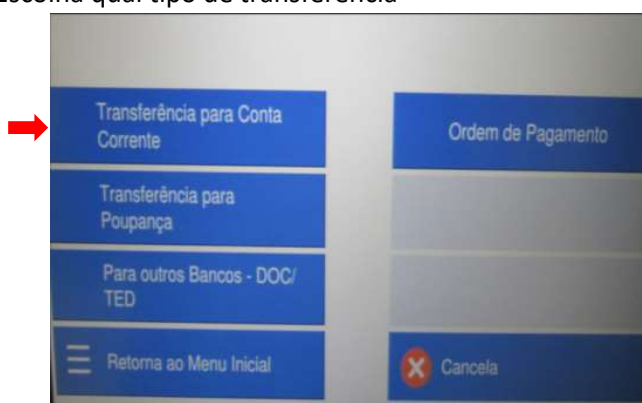 Escolha qual tipo de transferência
Transferência para Conta
Corrente
Ordem de Pagamento
Transferência para
Poupança
Para outros Bancos - DOC/
TED
Retorna ao Menu Inicial
Cancela